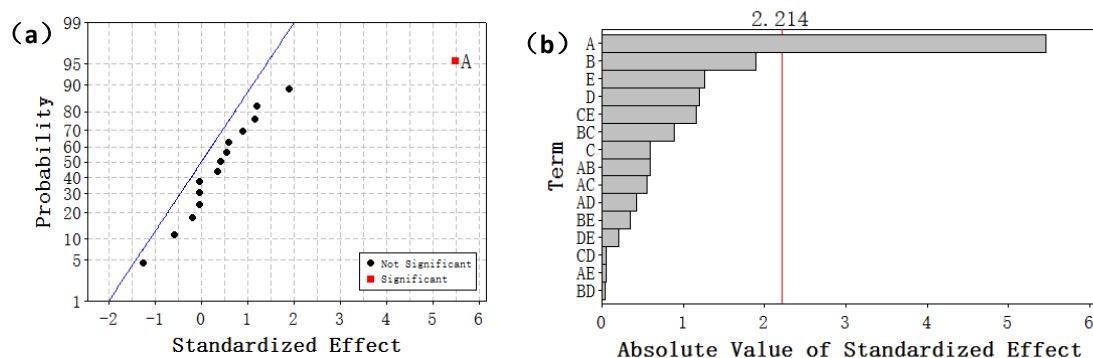 (a)
99
95
90
80
70
60
50
40
30
20
10
5
1
Probability
A
Not Significant
Significant
-2 -1 0 1 2 3 4 5 6
Standardized Effect
(b)
2.214
A
B
E
D
CE
BC
C
AB
AC
AD
BE
DE
CD
AE
BD
Term
0 1 2 3 4 5 6
Absolute Value of Standardized Effect